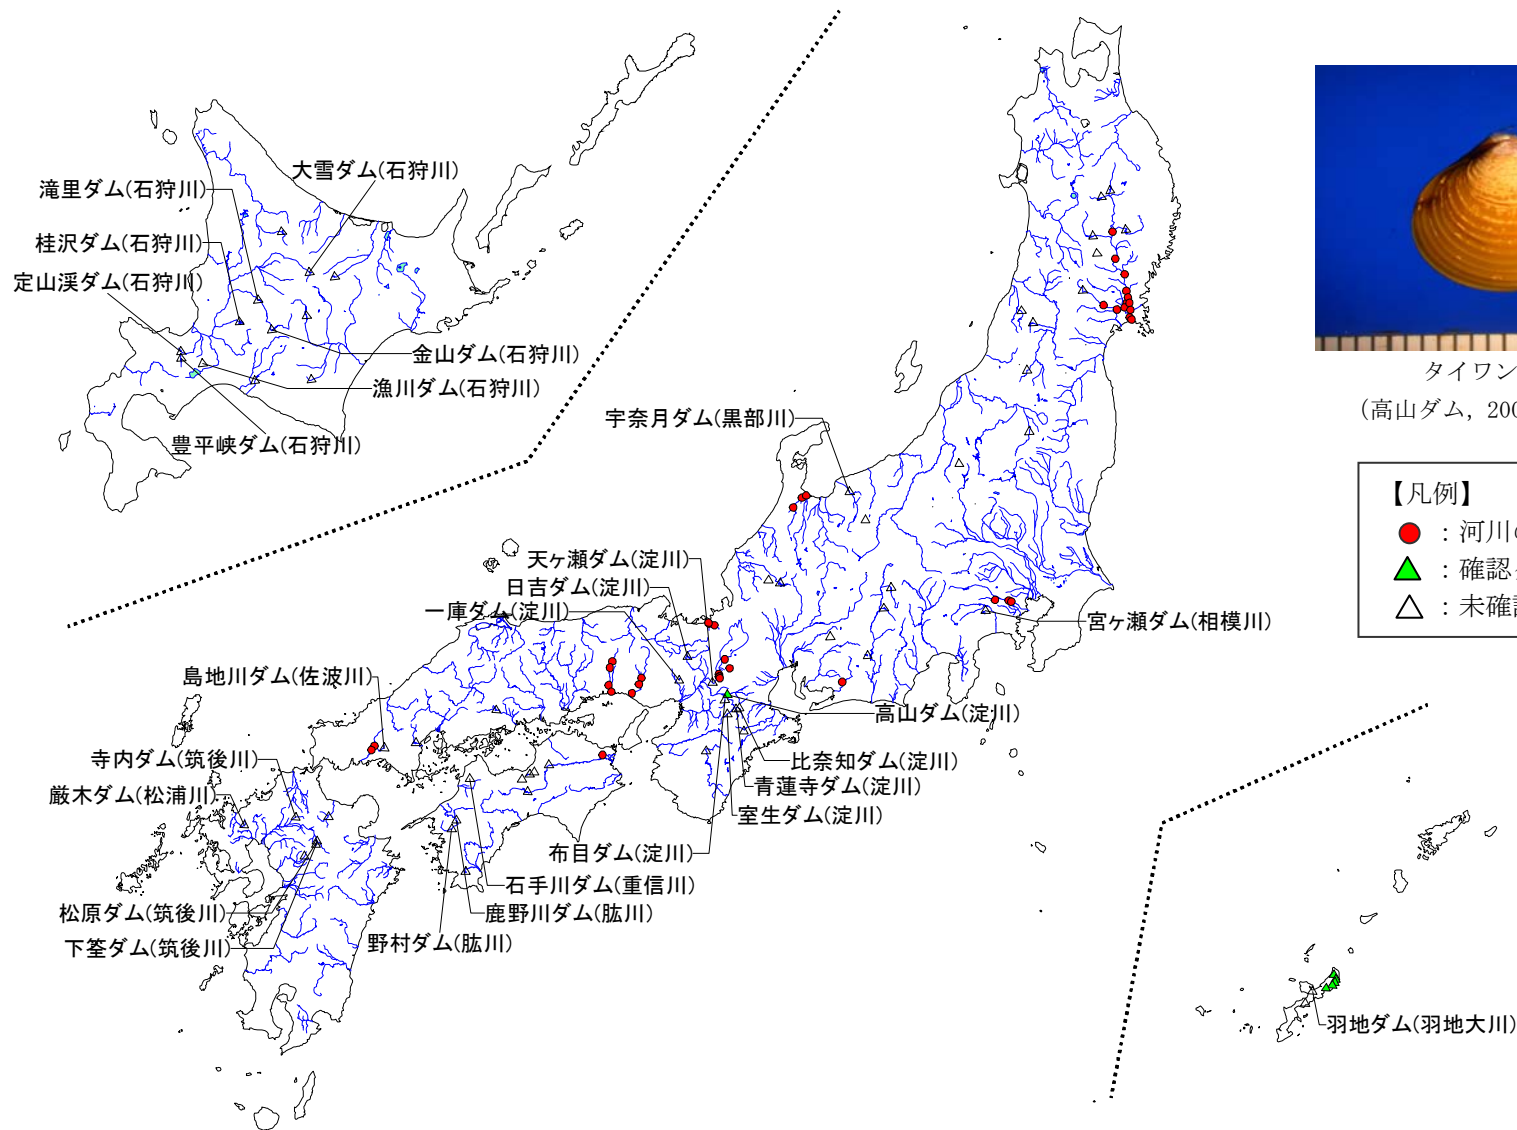 大雪ダム(石狩川)
滝里ダム(石狩川)
桂沢ダム(石狩川)
定山渓ダム(石狩川)
金山ダム(石狩川)
漁川ダム(石狩川)
豊平峡ダム(石狩川)
宇奈月ダム(黒部川)
天ヶ瀬ダム(淀川)
日吉ダム(淀川)
一庫ダム(淀川)
宮ヶ瀬ダム(相模川)
島地川ダム(佐波川)
高山ダム(淀川)
寺内ダム(筑後川)
比奈知ダム(淀川)
青蓮寺ダム(淀川)
厳木ダム(松浦川)
室生ダム(淀川)
布目ダム(淀川)
石手川ダム(重信川)
松原ダム(筑後川)
鹿野川ダム(肱川)
野村ダム(肱川)
下筌ダム(筑後川)
羽地ダム(羽地大川)
タイワン
(高山ダム, 200
【凡例】
：河川の
：確認
：未確認